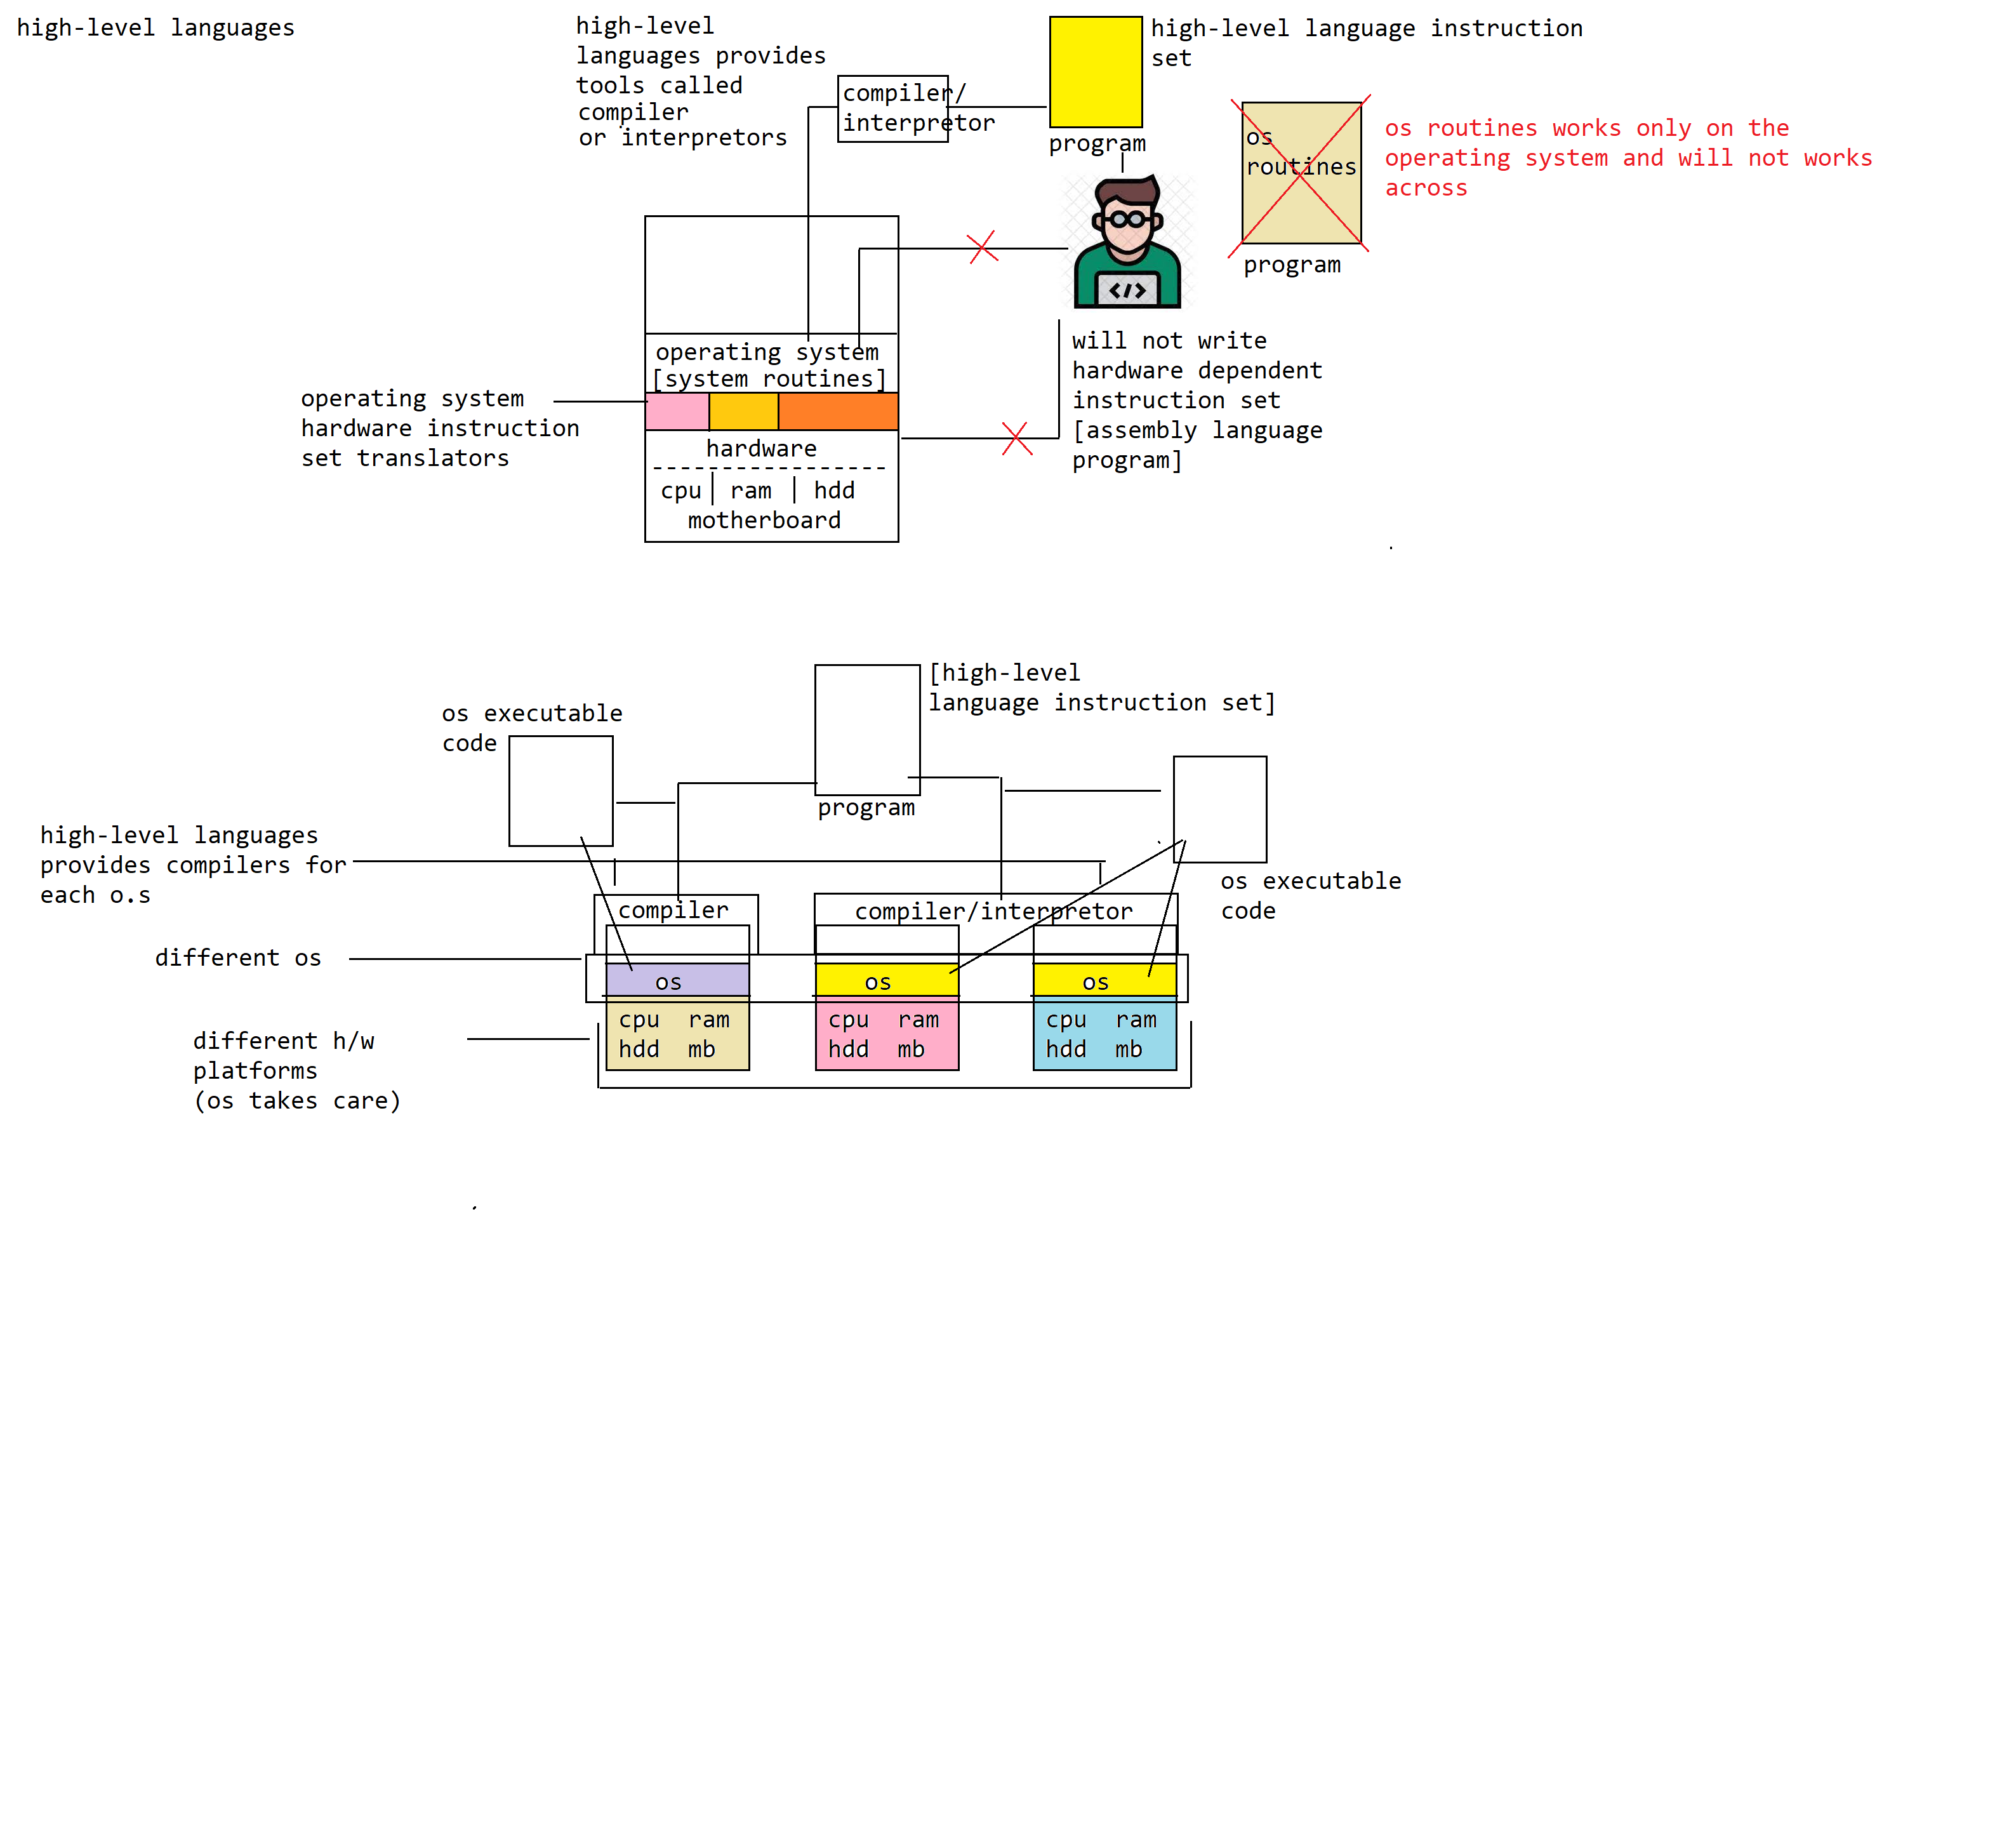 high-level languages
high-level
languages provides
tools called
compiler
or interpretors
compiler/
interpretor
high-level language instruction
set
program
os
routines
program
os routines works only on the
operating system and will not works
across
</>
operating system
[system routines]
operating system
hardware instruction
set translators
hardware
cpu | ram | hdd
motherboard
will not write
hardware dependent
instruction set
[assembly language
program]
[high-level
language instruction set]
program
os executable
code
os executable
code
high-level languages
provides compilers for
each o.s
compiler
compiler/interpretor
different os
os
os
os
different h/w
platforms
(os takes care)
cpu ram
hdd mb
cpu ram
hdd mb
cpu ram
hdd mb